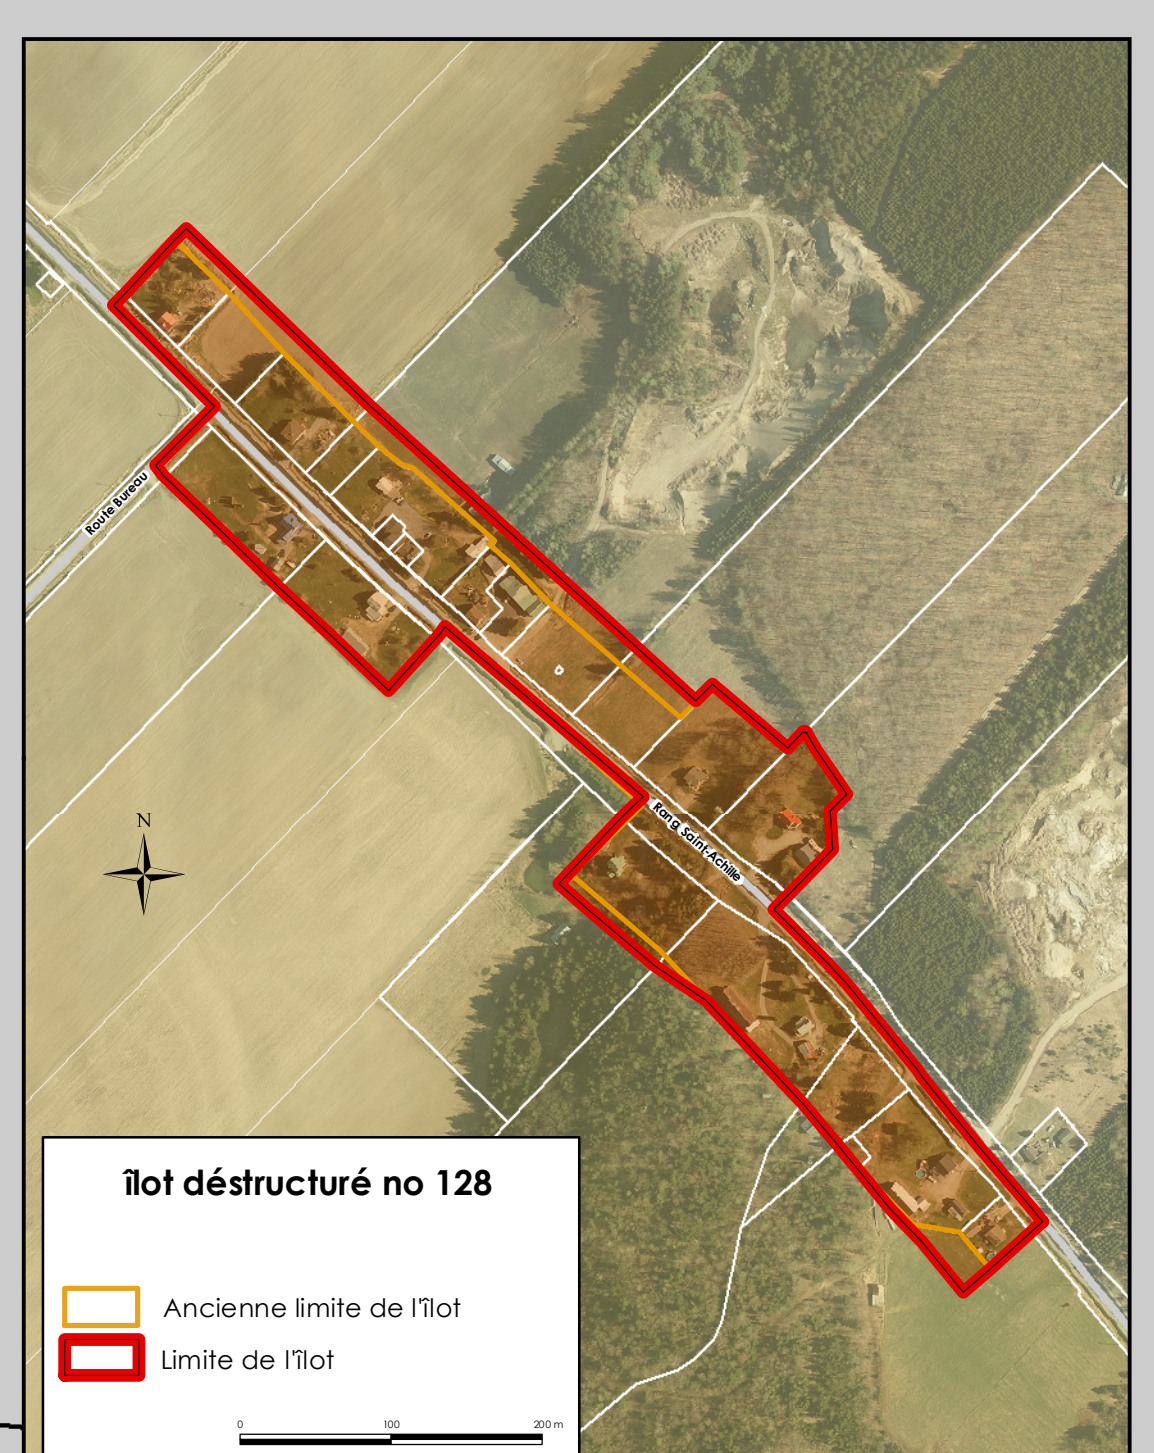 Route Bureau
Rang Saint-Achille
N
îlot déstructuré no 128
Ancienne limite de l'îlot
Limite de l'îlot
0 100 200 m